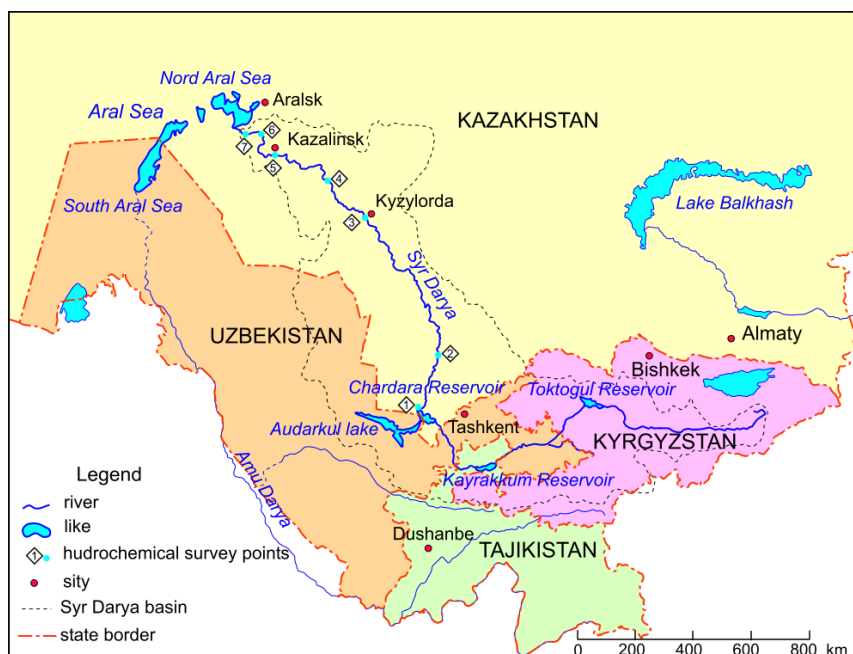 Nord Aral Sea
Aralsk
Aral Sea
KAZAKHSTAN
6
Kazalinsk
7
5
4
South Aral Sea
Kyzylorda
3
Lake Balkhash
Syr Darya
UZBEKISTAN
2
Almaty
Bishkek
Chardara Reservoir
Toktogul Reservoir
1
Audarkul lake
Tashkent
KYRGYZSTAN
Kayrakkum Reservoir
Amu Darya
Dushanbe
TAJIKISTAN
Legend
river
like
1 hudrochemical survey points
sity
Syr Darya basin
state border
0 200 400 600 800 km